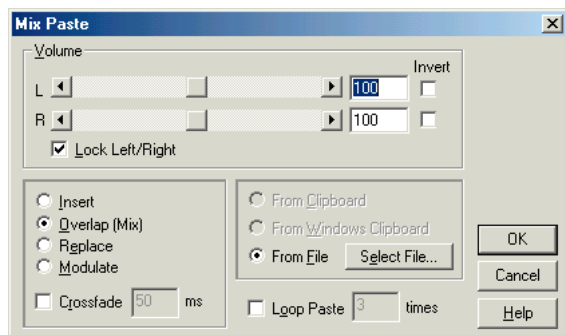 Mix Paste
Volume
Invert
L 100
R 100
Lock Left/Right
Insert
Overlap (Mix)
Replace
Modulate
Crossfade 50 ms
From Clipboard
From Windows Clipboard
From File Select File...
Loop Paste 3 times
OK
Cancel
Help